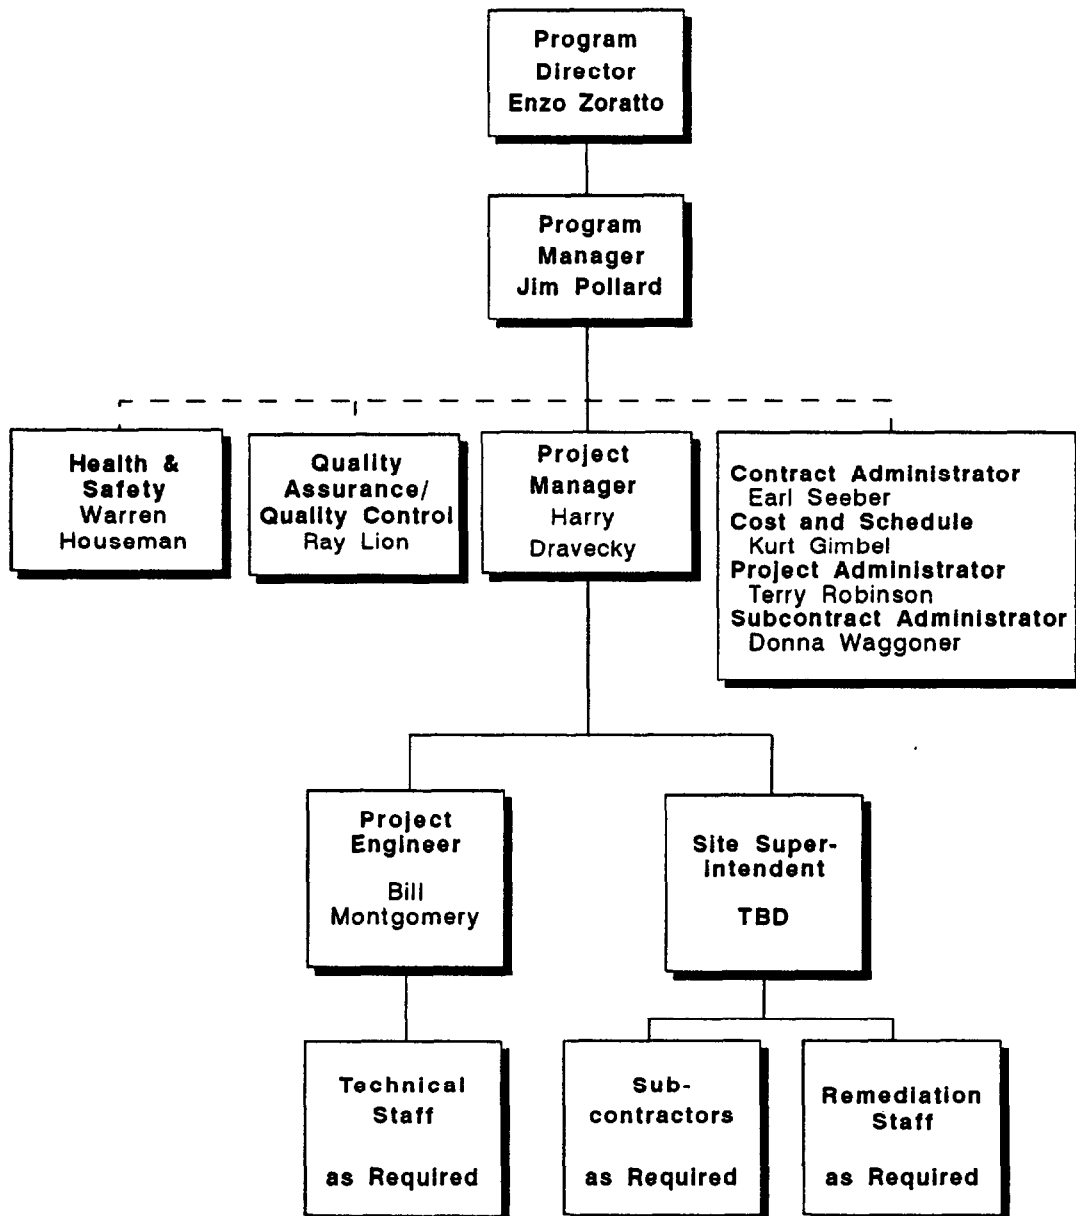 Program
Director
Enzo Zoratto
Program
Manager
Jim Pollard
Health &
Safety
Warren
Houseman
Quality
Assurance/
Quality Control
Ray Lion
Project
Manager
Harry
Dravecky
Contract Administrator
Earl Seeber
Cost and Schedule
Kurt Gimbel
Project Administrator
Terry Robinson
Subcontract Administrator
Donna Waggoner
Project
Engineer
Bill
Montgomery
Site Super-
intendent
TBD
Technical
Staff
as Required
Sub-
contractors
as Required
Remediation
Staff
as Required